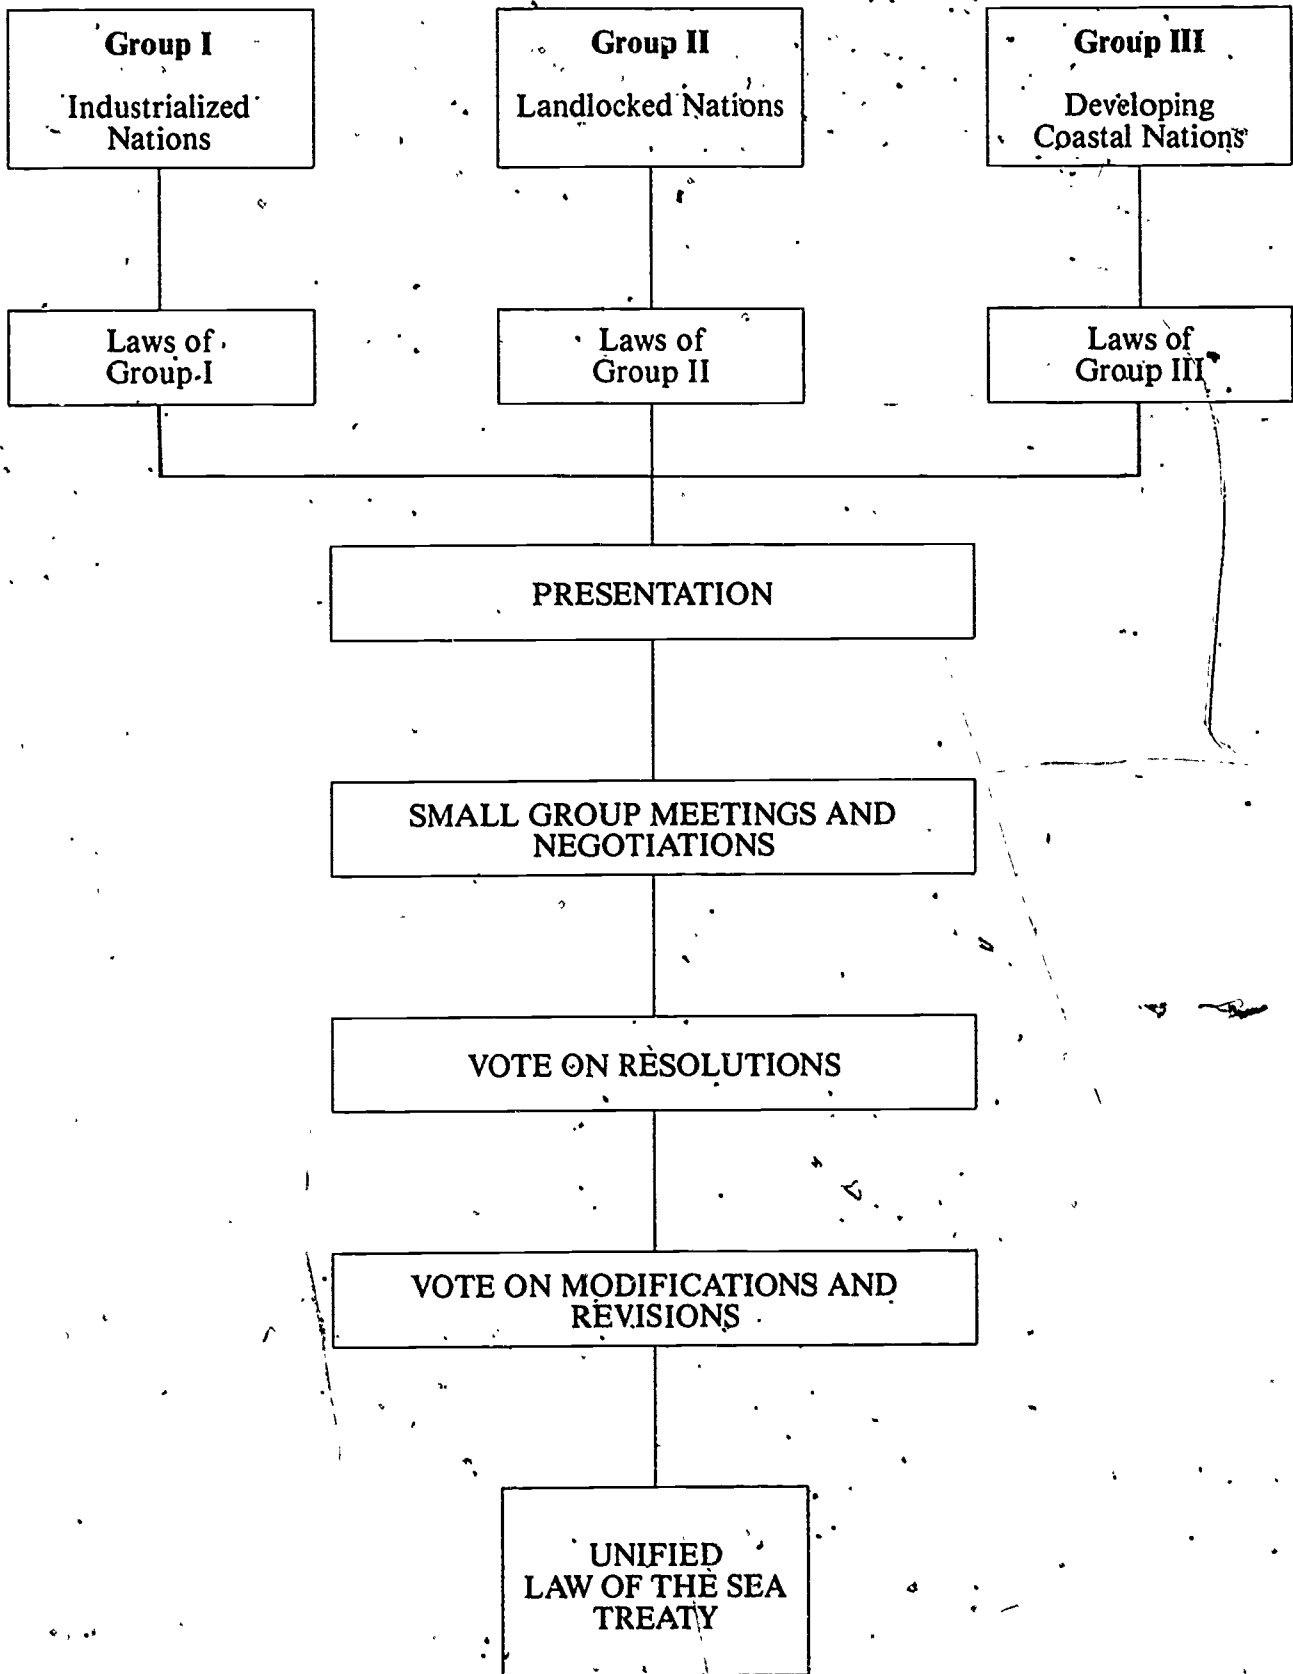 Group I
Industrialized
Nations
Group II
Landlocked Nations
Group III
Developing
Coastal Nations
Laws of
Group I
Laws of
Group II
Laws of
Group III
PRESENTATION
SMALL GROUP MEETINGS AND
NEGOTIATIONS
VOTE ON RESOLUTIONS
VOTE ON MODIFICATIONS AND
REVISIONS
UNIFIED
LAW OF THE SEA
TREATY